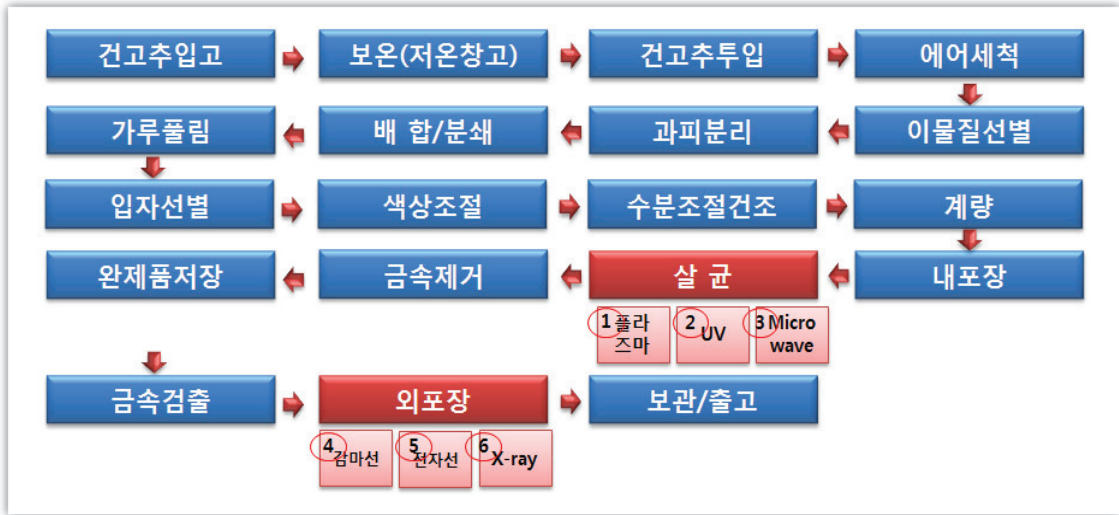 건고추입고
보온(저온창고)
건고추투입
에어세척
이물질선별
과피분리
배 합/분쇄
가루풀림
입자선별
색상조절
수분조절건조
계량
내포장
살 균
1 플라
즈마
2 UV
3 Micro
wave
금속제거
완제품저장
금속검출
외포장
4 감마선
5 전자선
6 X-ray
보관/출고